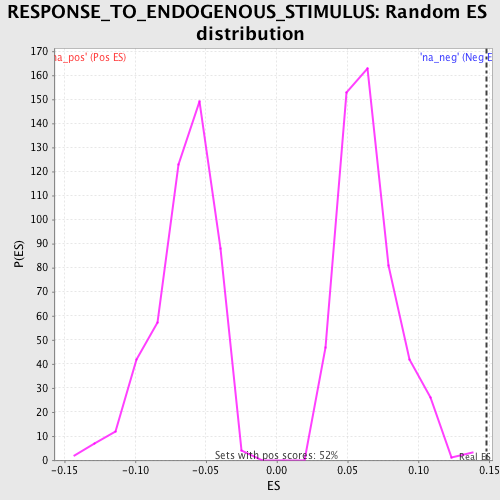 RESPONSE_TO_ENDOGENOUS_STIMULUS: Random ES
distribution
na_pos' (Pos ES)
'na_neg' (Neg E
170
160
150
140
130
120
110
100
90
80
70
60
50
40
30
20
10
0
P(ES)
Sets with pos scores: 52%
Real ES
-0.15 -0.10 -0.05 0.00 0.05 0.10 0.15
ES